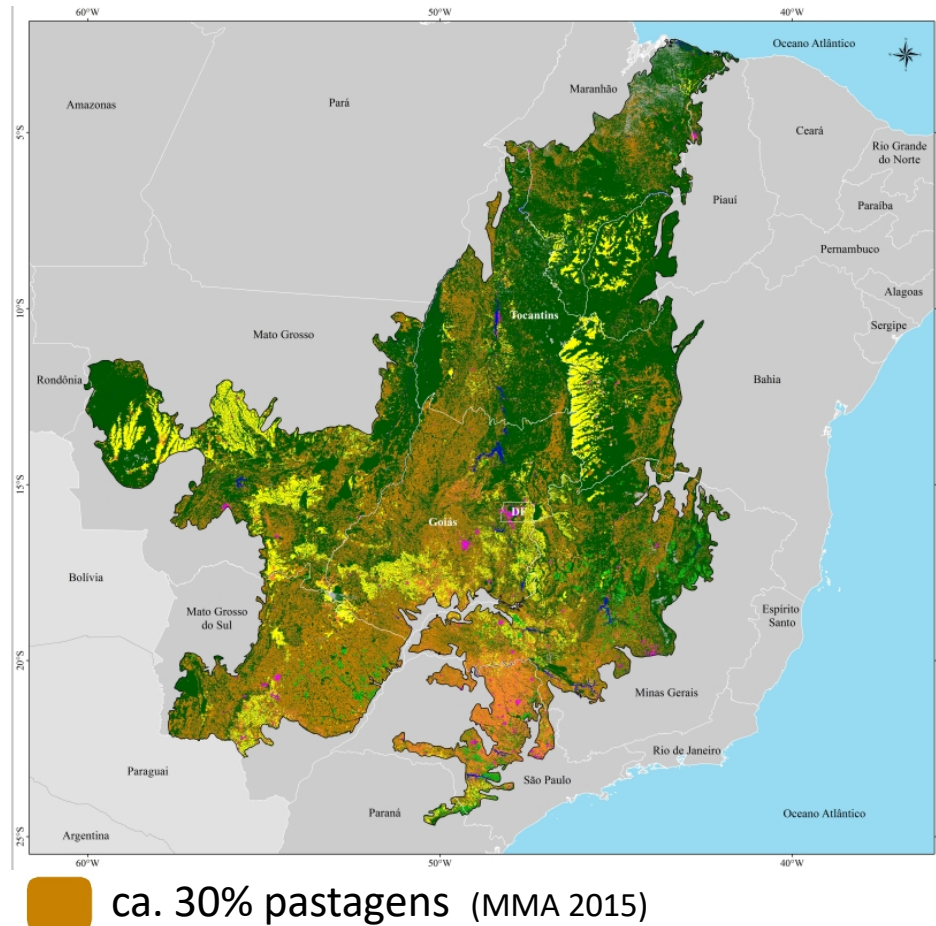 60°W 50°W 40°W
Oceano Atlântico
Maranhão
Amazonas
Pará
5°S
Ceará
Rio Grande
do Norte
Piauí
Paraíba
Pernambuco
Alagoas
10°S
Tocantins
Sergipe
Mato Grosso
Rondônia
Bahia
15°S
DF
Goiás
Bolívia
Mato Grosso
do Sul
Espírito
Santo
20°S
Minas Gerais
Rio de Janeiro
Paraguai
São Paulo
Paraná
Oceano Atlântico
Argentina
25°S
60°W 50°W 40°W
ca. 30% pastagens (MMA 2015)